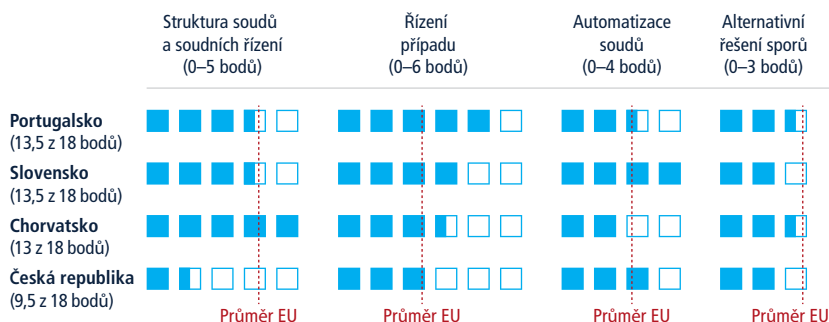 Struktura soudů
a soudních řízení
(0–5 bodů)
Řízení
případu
(0–6 bodů)
Automatizace
soudů
(0–4 bodů)
Alternativní
řešení sporů
(0–3 bodů)
Portugalsko
(13,5 z 18 bodů)
Slovensko
(13,5 z 18 bodů)
Chorvatsko
(13 z 18 bodů)
Česká republika
(9,5 z 18 bodů)
Průměr EU
Průměr EU
Průměr EU
Průměr EU